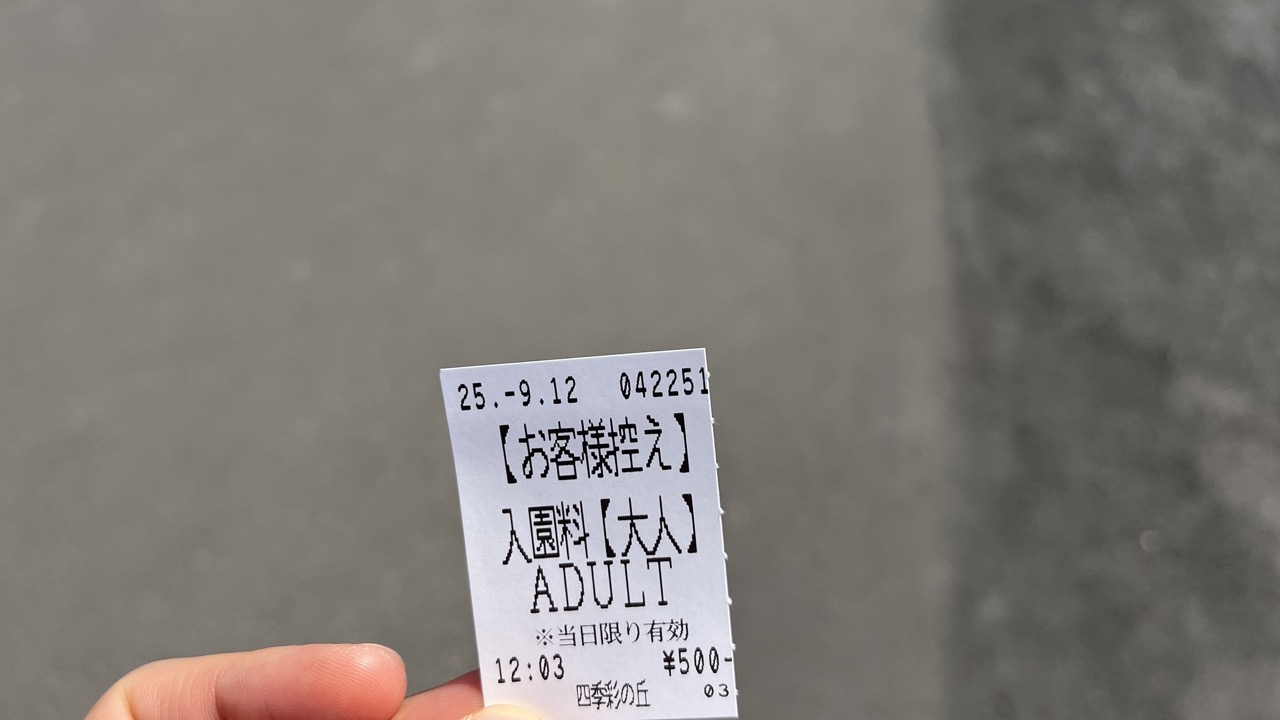 25.-9.12 042251
【お客様控え】
入園料【大人】
ADULT
※当日限り有効
12:03 ¥500-
四季彩の丘 03